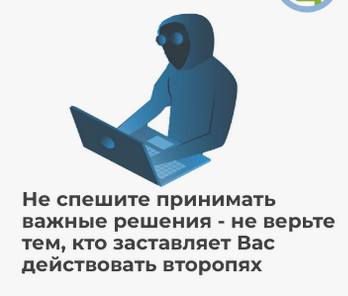 Не спешите принимать
важные решения - не верьте
тем, кто заставляет Вас
действовать второпях